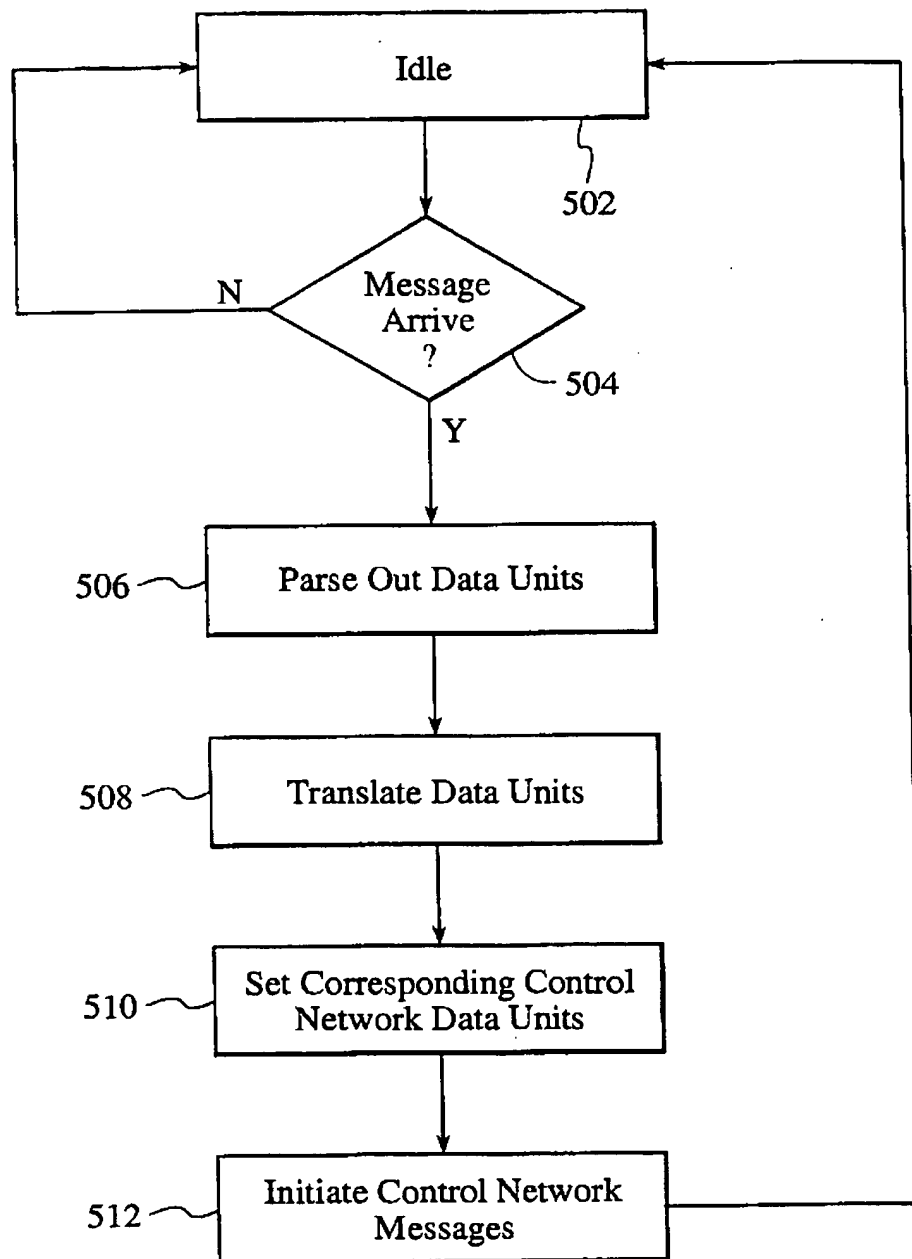 Idle
502
N
Message
Arrive
?
504
Y
506
Parse Out Data Units
508
Translate Data Units
510
Set Corresponding Control
Network Data Units
512
Initiate Control Network
Messages